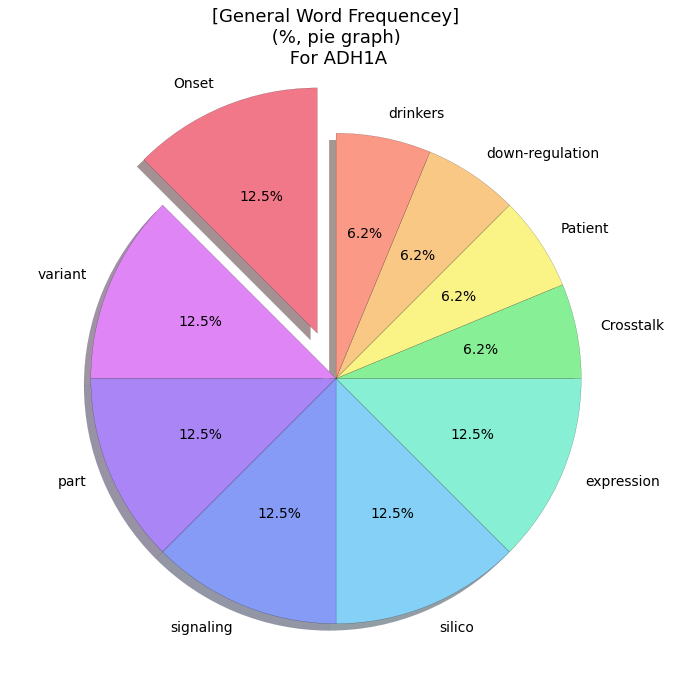 [General Word Frequencey]
(%, pie graph)
For ADH1A
Onset
12.5%
drinkers
6.2%
down-regulation
6.2%
Patient
6.2%
Crosstalk
6.2%
variant
12.5%
part
12.5%
signaling
12.5%
silico
12.5%
expression
12.5%